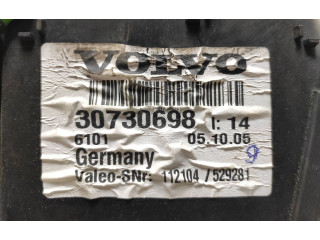 VOLVO
30730698 I: 14
6101 05.10.05
Germany 9
Valeo-SNr: 112104 / 529281